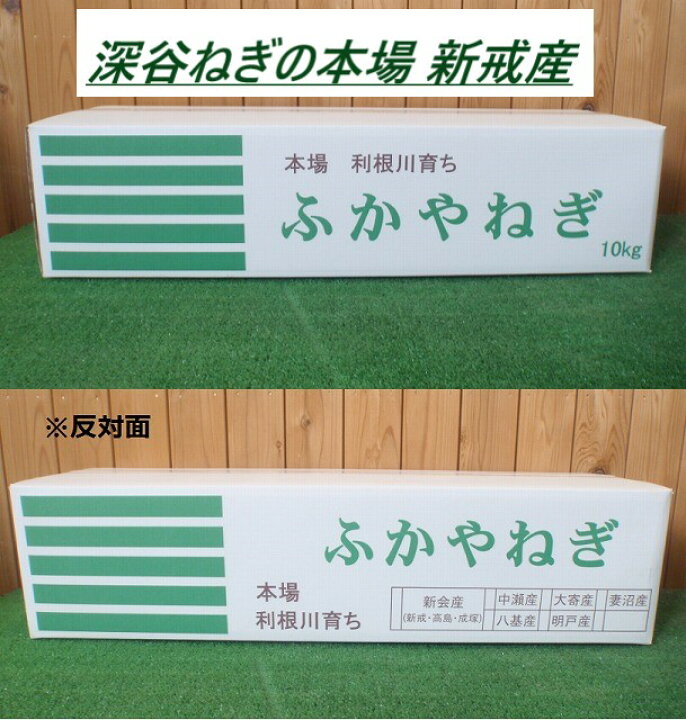 深谷ねぎの本場 新戒産
本場 利根川育ち
ふかやねぎ
10kg
※反対面
ふかやねぎ
本場
利根川育ち
新会産
(新戒・高島・成塚)
中瀬産 大寄産 妻沼産
八基産 明戸産